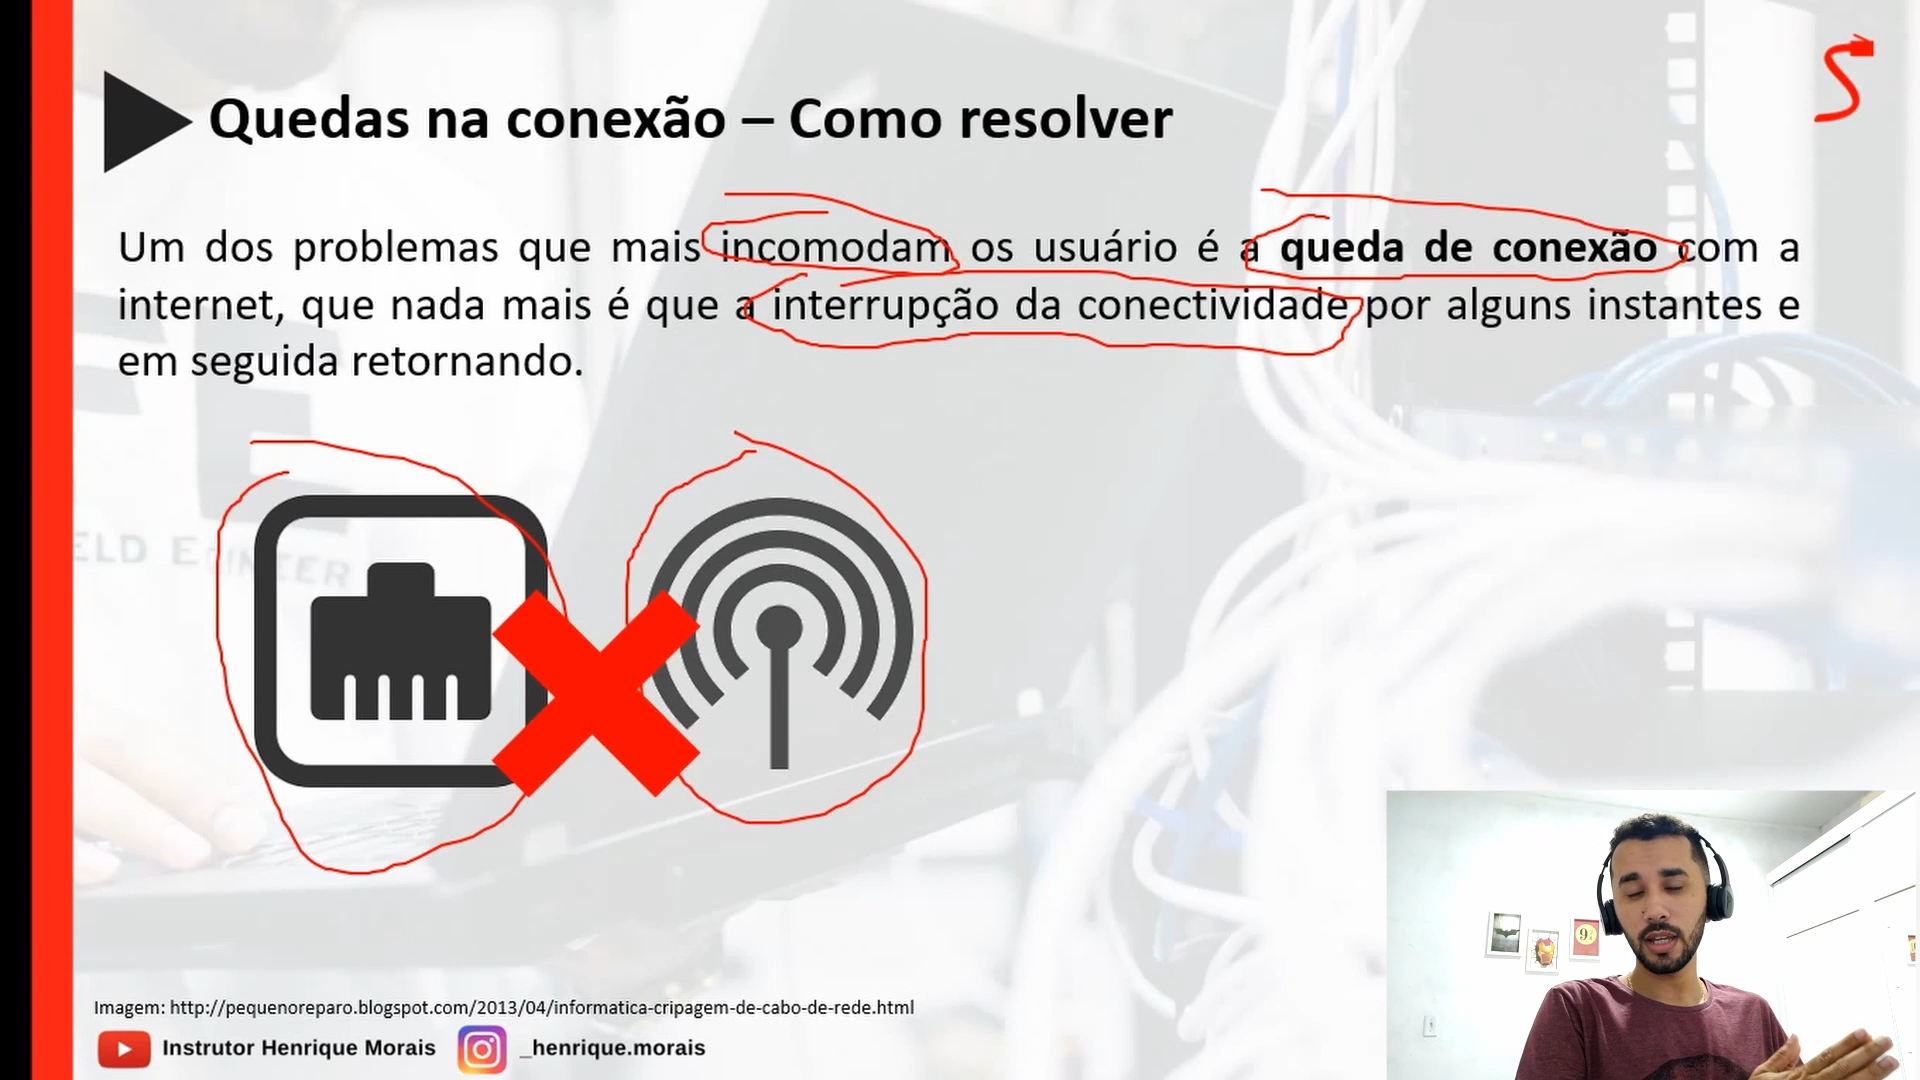 Quedas na conexão – Como resolver
Um dos problemas que mais incomodam os usuário é a queda de conexão com a
internet, que nada mais é que a interrupção da conectividade por alguns instantes e
em seguida retornando.
Imagem: http://pequenoreparo.blogspot.com/2013/04/informatica-cripagem-de-cabo-de-rede.html
Instrutor Henrique Morais
_henrique.morais